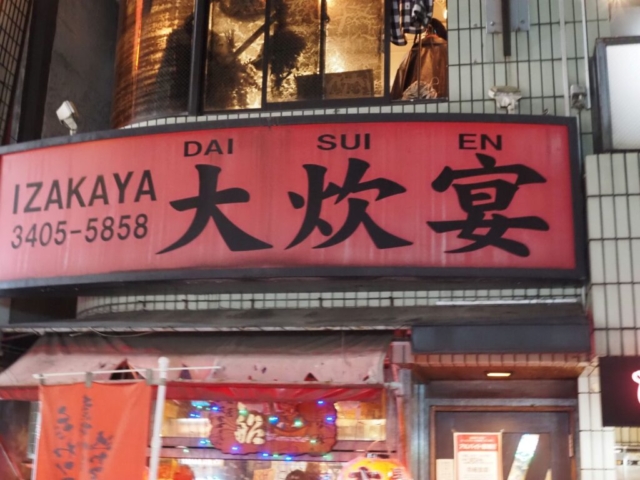 DAI SUI EN
IZAKAYA 大炊宴
3405-5858